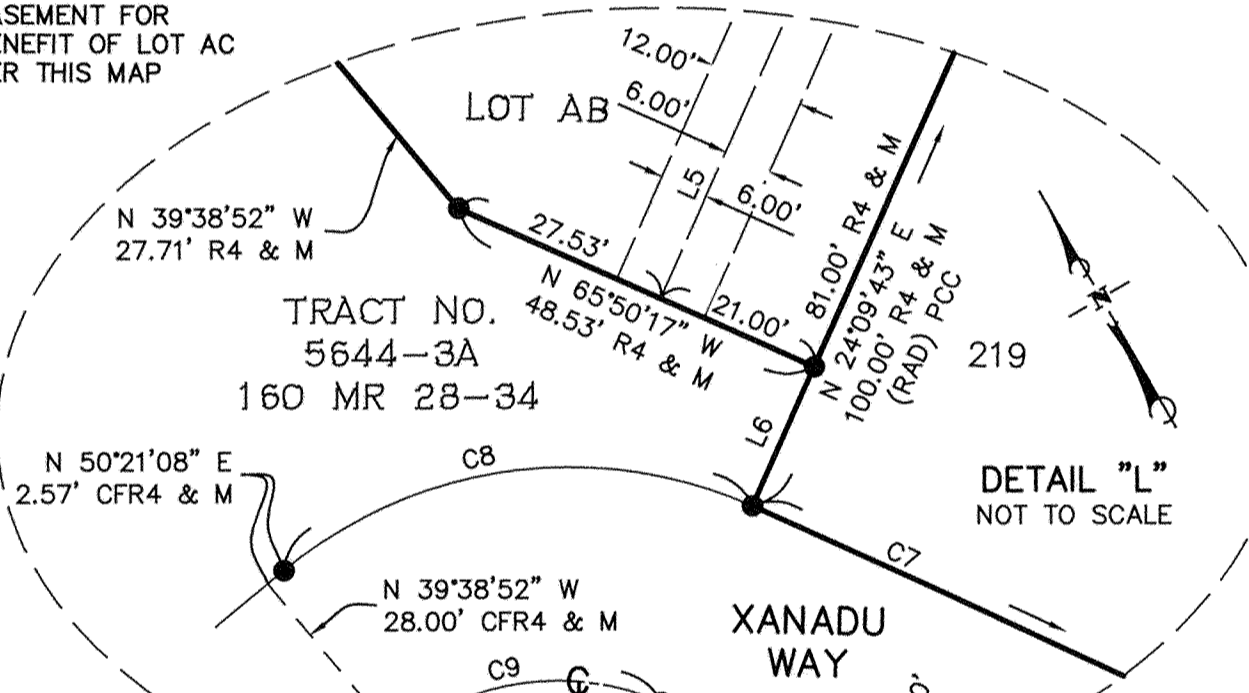 SEMENT FOR
NEFIT OF LOT AC
ER THIS MAP
12.00'
6.00'
LOT AB
L5
6.00'
N 39°38'52" W
27.71' R4 & M
27.53'
N 65°50'17" W
48.53' R4 & M
21.00'
81.00' R4 & M
N 24°09'43" E
100.00' R4 & M
(RAD) PCC
N
219
TRACT NO.
5644-3A
160 MR 28-34
L6
N 50°21'08" E
2.57' CFR4 & M
C8
DETAIL "L"
NOT TO SCALE
C7
N 39°38'52" W
28.00' CFR4 & M
XANADU
WAY
C9